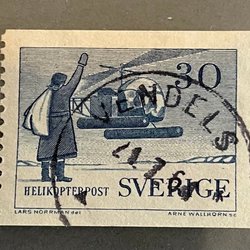 30
VENDELS
HELIKOPTERPOST SVERIGE
LARS NORRMAN del. ARNE WALLHORN sc.